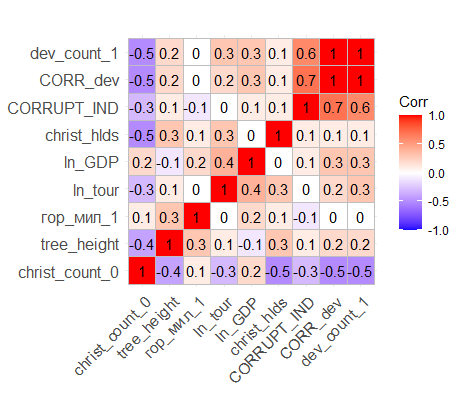 dev_count_1 -0.5 0.2 0 0.3 0.3 0.1 0.6 1 1
CORR_dev -0.5 0.2 0 0.2 0.3 0.1 0.7 1 1
CORRUPT_IND -0.3 0.1 -0.1 0 0.1 0.1 1 0.7 0.6
christ_hlds -0.5 0.3 0.1 0.3 0 1 0.1 0.1 0.1
ln_GDP 0.2 -0.1 0.2 0.4 1 0 0.1 0.3 0.3
ln_tour -0.3 0.1 0 1 0.4 0.3 0 0.2 0.3
гор_мил_1 0.1 0.3 1 0 0.2 0.1 -0.1 0 0
tree_height -0.4 1 0.3 0.1 -0.1 0.3 0.1 0.2 0.2
christ_count_0 1 -0.4 0.1 -0.3 0.2 -0.5 -0.3 -0.5 -0.5
christ_count_0
tree_height
гор_мил_1
ln_tour
ln_GDP
christ_hlds
CORRUPT_IND
CORR_dev
dev_count_1
Corr
1.0
0.5
0.0
-0.5
-1.0